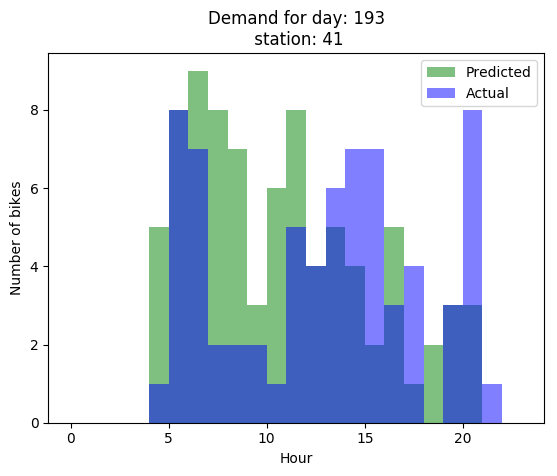 Demand for day: 193
station: 41
Predicted
Actual
Number of bikes
8
6
4
2
0
0
5
10
15
20
Hour